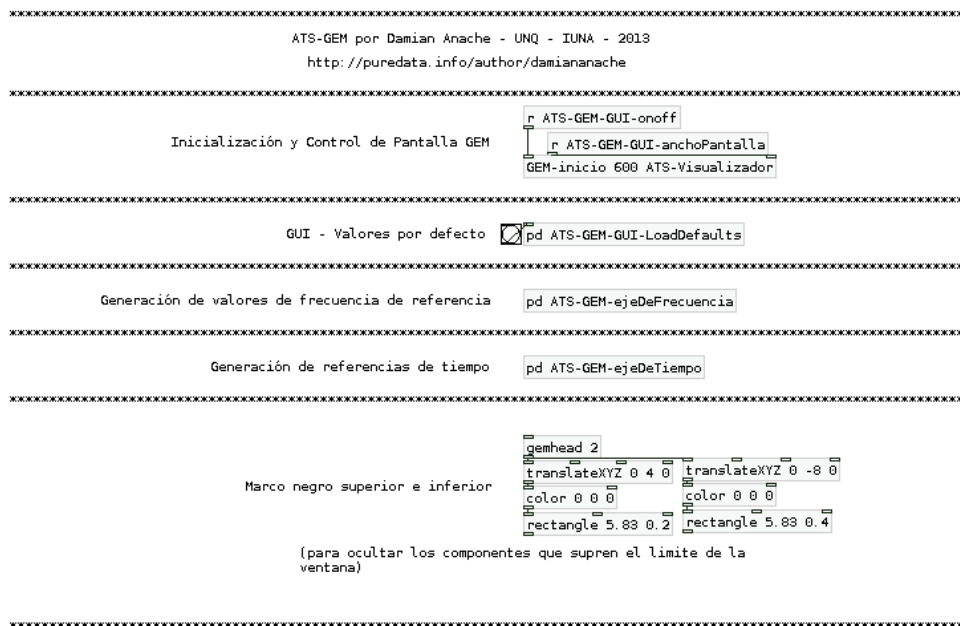 ATS-GEM por Damian Anache - UNQ - IUNA - 2013
http://puredata.info/author/damiananache
r ATS-GEM-GUI-onoff
Inicialización y Control de Pantalla GEM
r ATS-GEM-GUI-anchoPantalla
GEM-inicio 600 ATS-Visualizador
GUI - Valores por defecto
pd ATS-GEM-GUI-LoadDefaults
Generación de valores de frecuencia de referencia
pd ATS-GEM-ejeDeFrecuencia
Generación de referencias de tiempo
pd ATS-GEM-ejeDeTiempo
gemhead 2
translateXYZ 0 4 0
translateXYZ 0 -8 0
Marco negro superior e inferior
color 0 0 0
color 0 0 0
rectangle 5.83 0.2
rectangle 5.83 0.4
(para ocultar los componentes que supren el limite de la
ventana)